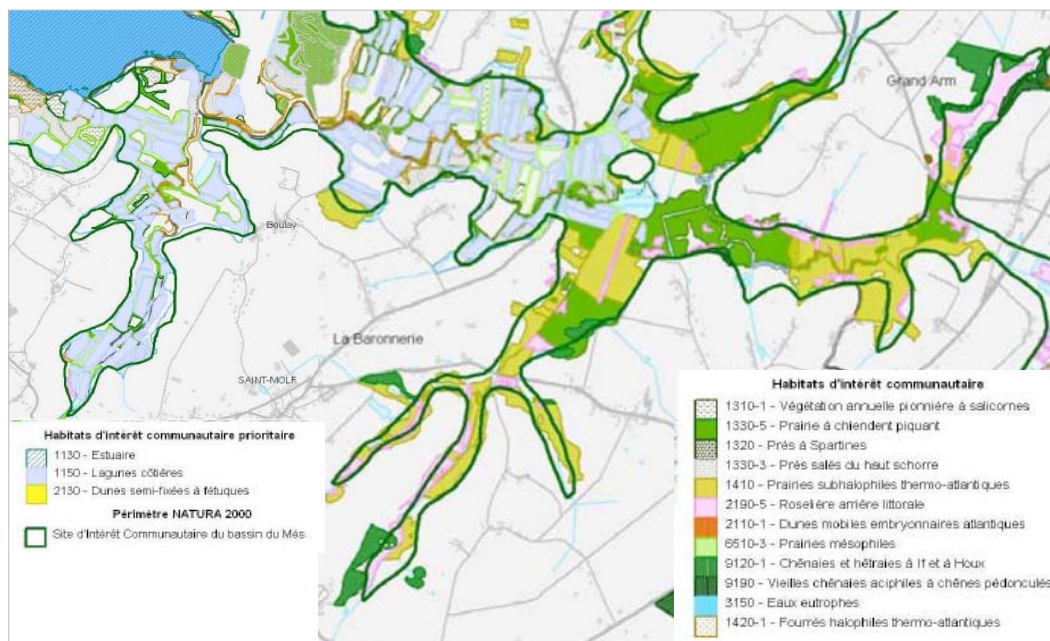 Grand Arm
Boulay
La Baronnerie
SAINT-MOLF
Habitats d'intérêt communautaire prioritaire
1130 - Estuaire
1150 - Lagunes côtières
2130 - Dunes semi-fixées à fétuques
Périmètre NATURA 2000
Site d'Intérêt Communautaire du bassin du Més
Habitats d'intérêt communautaire
1310-1 - Végétation annuelle pionnière à salicornes
1330-5 - Prairie à chiendent piquant
1320 - Prés à Spartines
1330-3 - Prés salés du haut schorre
1410 - Prairies subhalophiles thermo-atlantiques
2190-5 - Roselière arriére littorale
2110-1 - Dunes mobiles embryonnaires atlantiques
6510-3 - Prairies mésophiles
9120-1 - Chênaies et hêtraies à If et à Houx
9190 - Vieilles chênaies aciphiles à chênes pédonculés
3150 - Eaux eutrophes
1420-1 - Fourrés halophiles thermo-atlantiques